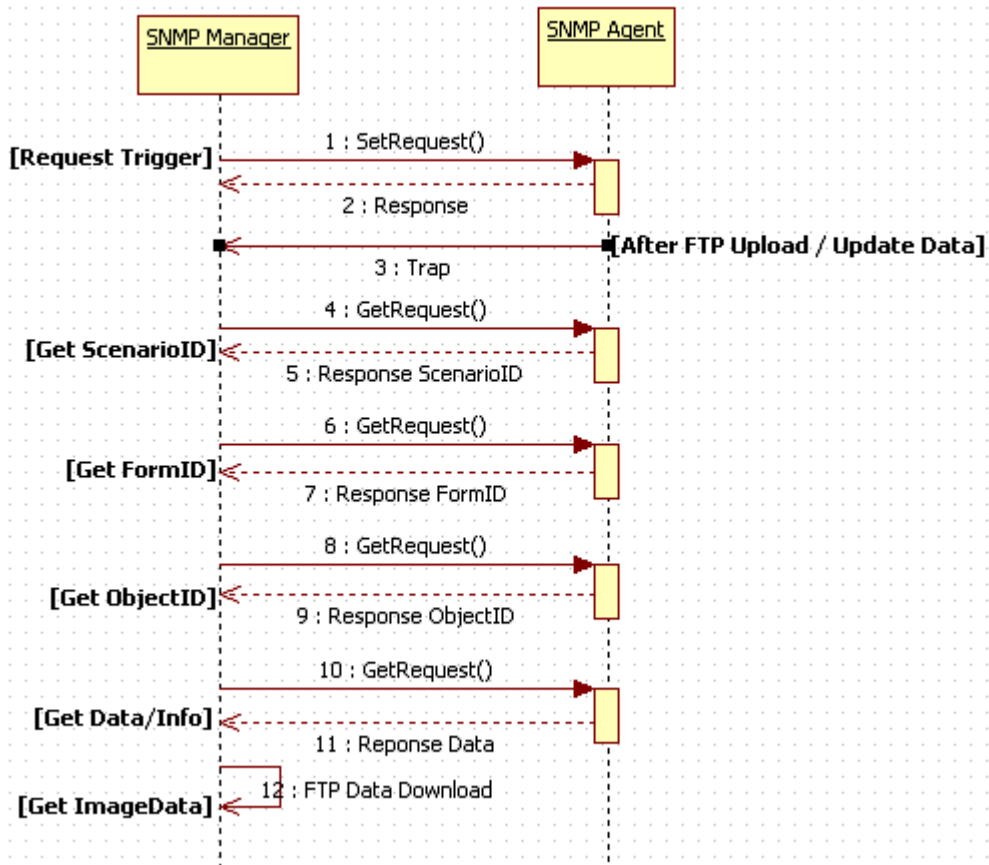 SNMP Manager
SNMP Agent
1 : SetRequest()
[Request Trigger]
2 : Response
[After FTP Upload / Update Data]
3 : Trap
4 : GetRequest()
[Get ScenarioID]
5 : Response ScenarioID
6 : GetRequest()
[Get FormID]
7 : Response FormID
8 : GetRequest()
[Get ObjectID]
9 : Response ObjectID
10 : GetRequest()
[Get Data/Info]
11 : Reponse Data
12 : FTP Data Download
[Get ImageData]